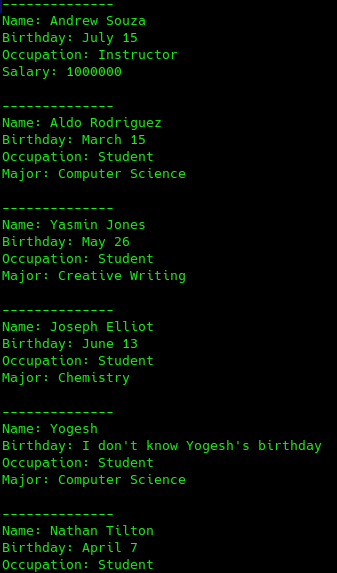 --------------
Name: Andrew Souza
Birthday: July 15
Occupation: Instructor
Salary: 1000000
--------------
Name: Aldo Rodriguez
Birthday: March 15
Occupation: Student
Major: Computer Science
--------------
Name: Yasmin Jones
Birthday: May 26
Occupation: Student
Major: Creative Writing
--------------
Name: Joseph Elliot
Birthday: June 13
Occupation: Student
Major: Chemistry
--------------
Name: Yogesh
Birthday: I don't know Yogesh's birthday
Occupation: Student
Major: Computer Science
--------------
Name: Nathan Tilton
Birthday: April 7
Occupation: Student